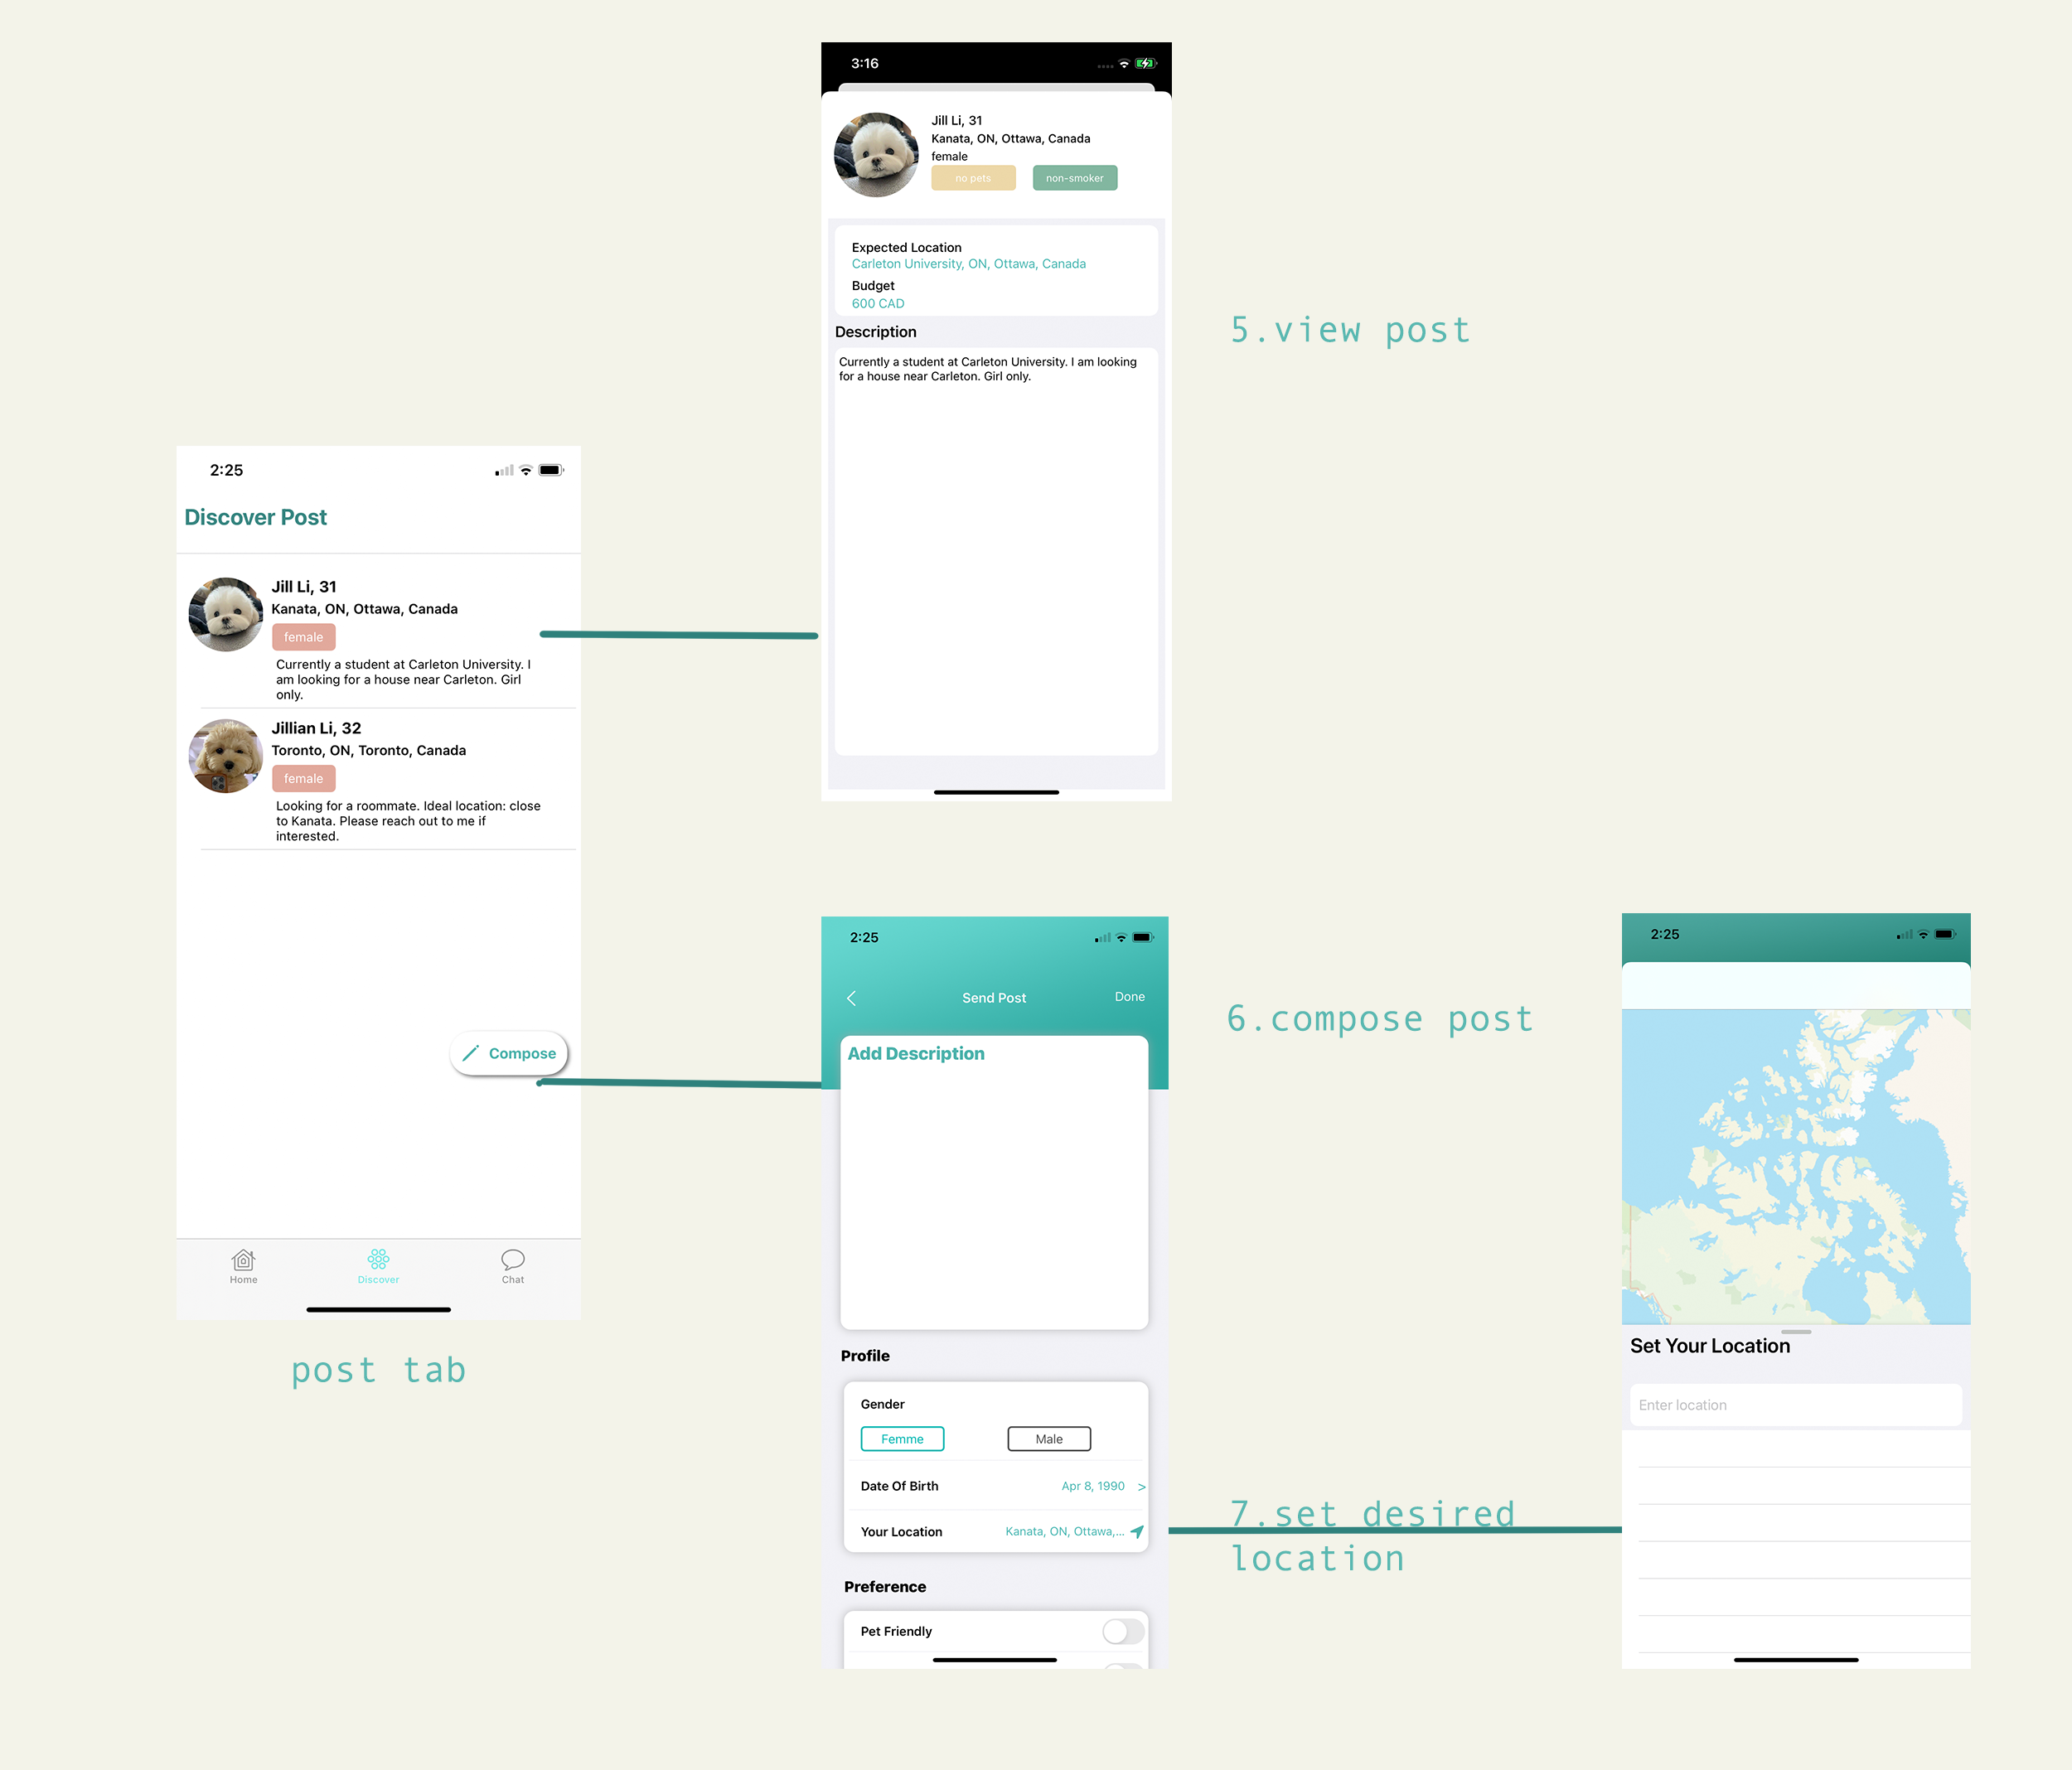 3:16
Jill Li, 31
Kanata, ON, Ottawa, Canada
female
no pets
non-smoker
Expected Location
Carleton University, ON, Ottawa, Canada
Budget
600 CAD
Description
Currently a student at Carleton University. I am looking
for a house near Carleton. Girl only.
5.view post
2:25
Discover Post
Jill Li, 31
Kanata, ON, Ottawa, Canada
female
Currently a student at Carleton University. I
am looking for a house near Carleton. Girl
only.
Jillian Li, 32
Toronto, ON, Toronto, Canada
female
Looking for a roommate. Ideal location: close
to Kanata. Please reach out to me if
interested.
Compose
Home
Discover
Chat
post tab
2:25
Send Post
Done
Add Description
Profile
Gender
Femme
Male
Date Of Birth
Apr 8, 1990 >
Your Location
Kanata, ON, Ottawa,...
Preference
Pet Friendly
6.compose post
7.set desired
location
2:25
Set Your Location
Enter location